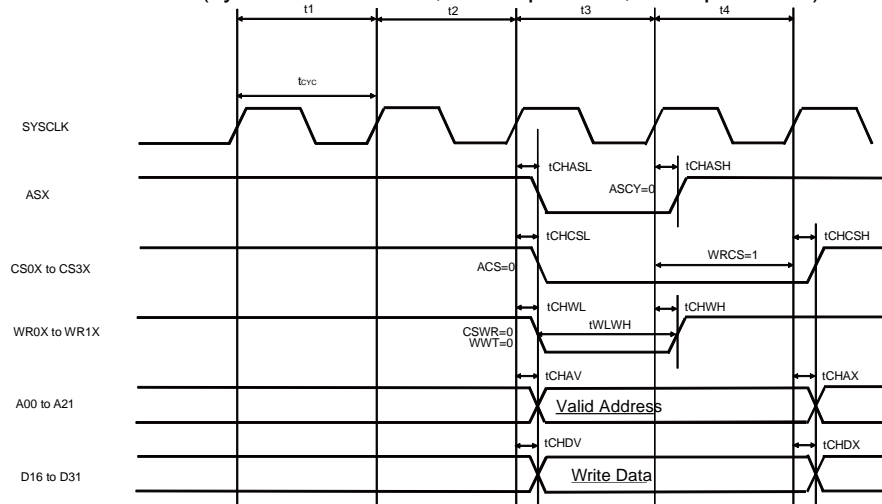 t1 t2 t3 t4
tCYC
SYSCLK
tCHASL tCHASH
ASX ASCY=0
tCHCSL tCHCSH
CS0X to CS3X ACS=0 WRCS=1
tCHWL tCHWH
WR0X to WR1X CSWR=0 tWLWH
WWT=0
tCHAV tCHAX
A00 to A21 Valid Address
tCHDV tCHDX
D16 to D31 Write Data